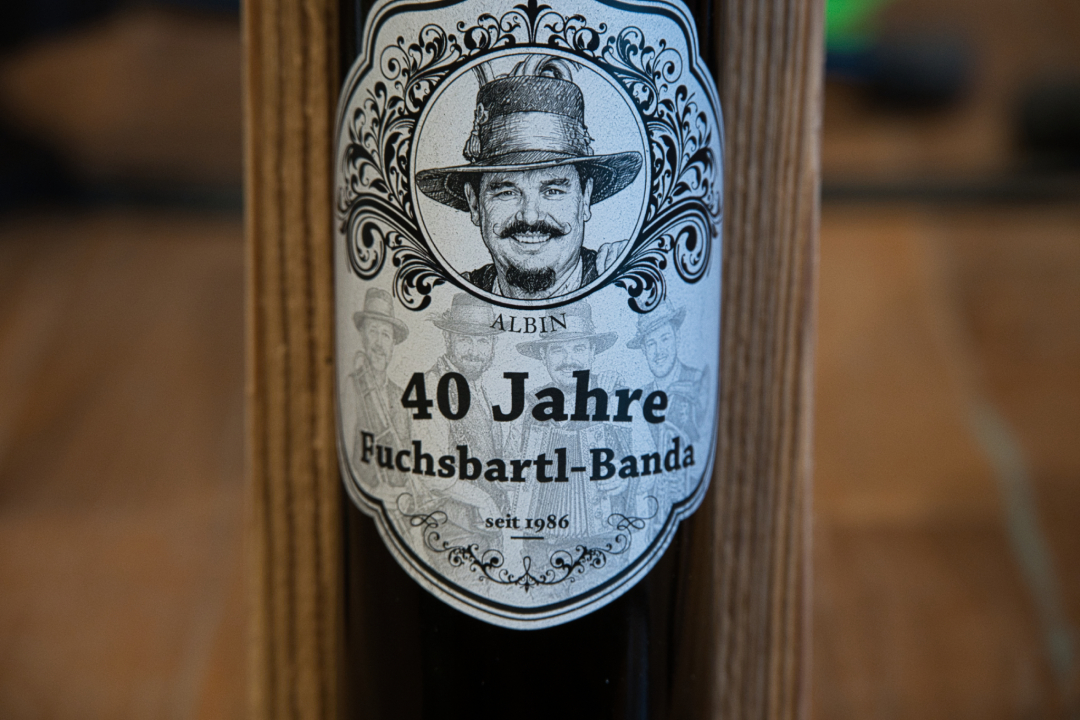 ALBIN
40 Jahre
Fuchsbartl-Banda
seit 1986